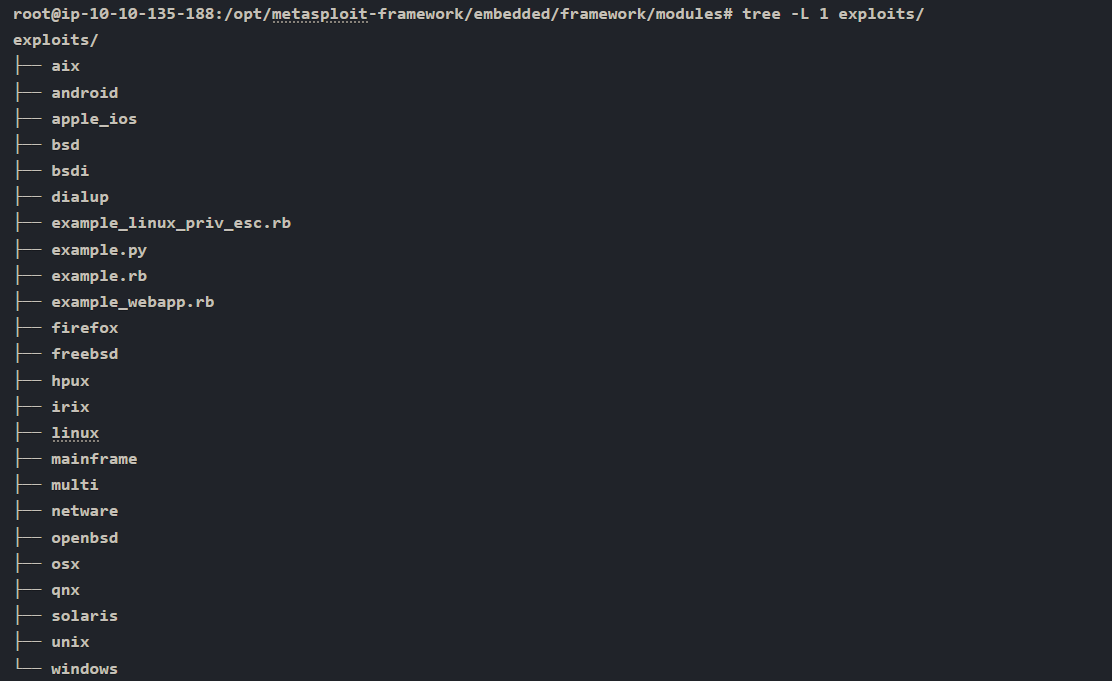 root@ip-10-10-135-188:/opt/metasploit-framework/embedded/framework/modules# tree -L 1 exploits/
exploits/
├── aix
├── android
├── apple_ios
├── bsd
├── bsdi
├── dialup
├── example_linux_priv_esc.rb
├── example.py
├── example.rb
├── example_webapp.rb
├── firefox
├── freebsd
├── hpux
├── irix
├── linux
├── mainframe
├── multi
├── netware
├── openbsd
├── osx
├── qnx
├── solaris
├── unix
└── windows